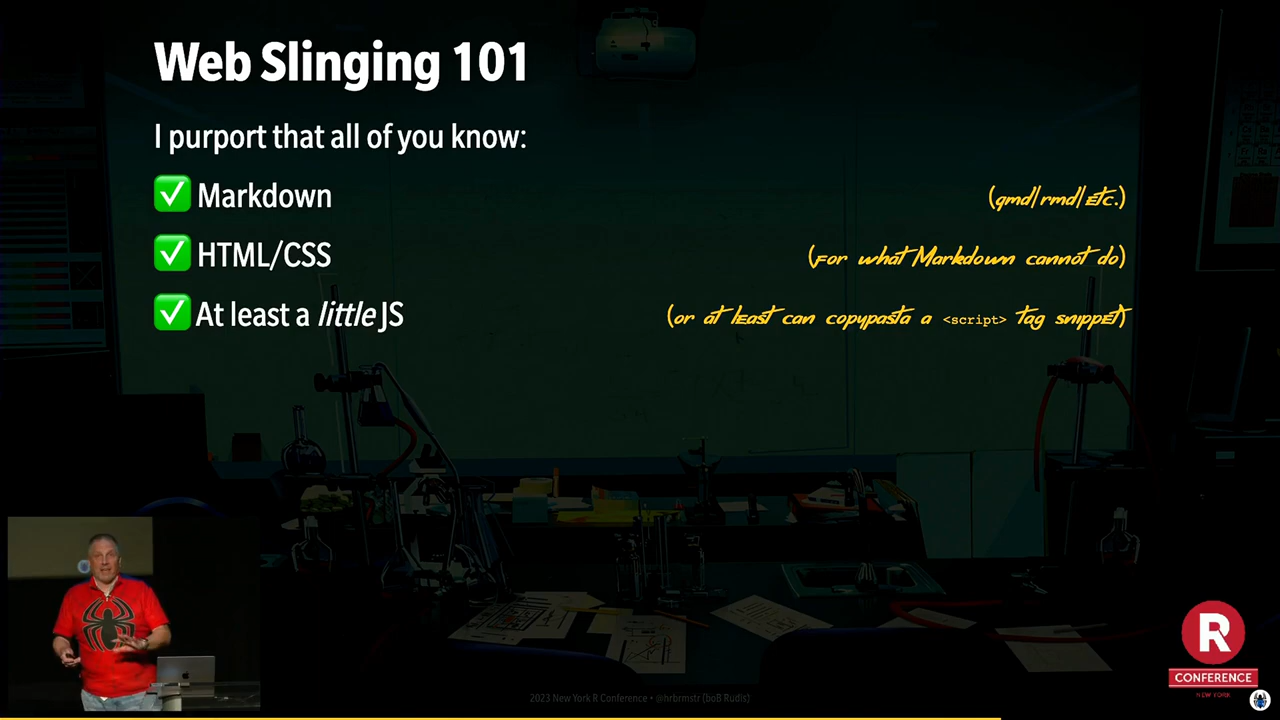 Web Slinging 101
I purport that all of you know:
✅ Markdown (qmd/rmd/etc.)
✅ HTML/CSS (for what Markdown cannot do)
✅ At least a little JS (or at least can copypasta a <script> tag snippet)
2023 New York R Conference • @hrbrmstr (boB Rudis)
R
CONFERENCE
NEW YORK